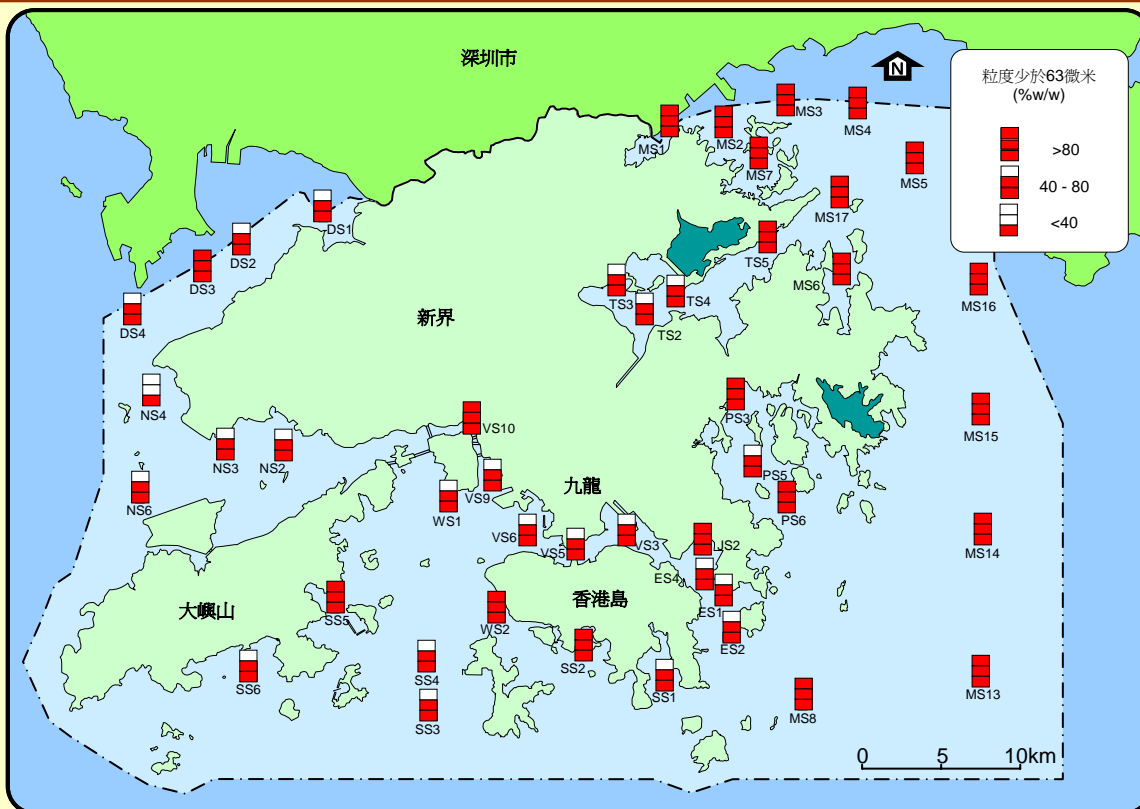 深圳市
N
粒度少於63微米
(%w/w)
>80
40 - 80
<40
MS1
MS2
MS3
MS4
MS7
MS5
MS17
DS1
DS2
DS3
DS4
TS5
TS3
TS4
TS2
MS6
MS16
新界
NS4
NS3
NS2
NS6
VS10
VS9
WS1
PS3
PS5
PS6
MS15
九龍
VS6
VS5
VS3
JS2
MS14
ES4
ES1
ES2
大嶼山
香港島
SS5
WS2
SS2
SS4
SS6
SS3
SS1
MS8
MS13
0 5 10km